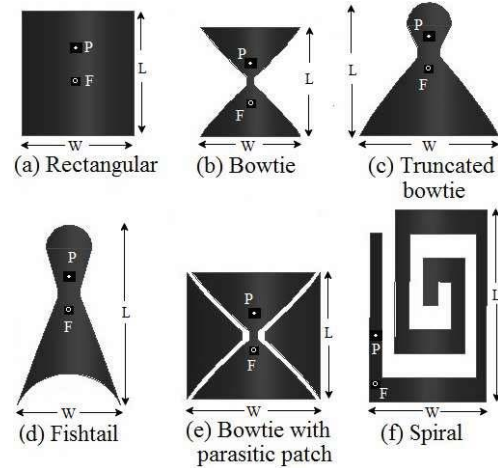 P
F
L
W
(a) Rectangular
P
F
L
W
(b) Bowtie
P
F
L
W
(c) Truncated
bowtie
P
F
L
W
(d) Fishtail
P
F
L
W
(e) Bowtie with
parasitic patch
P
F
L
W
(f) Spiral